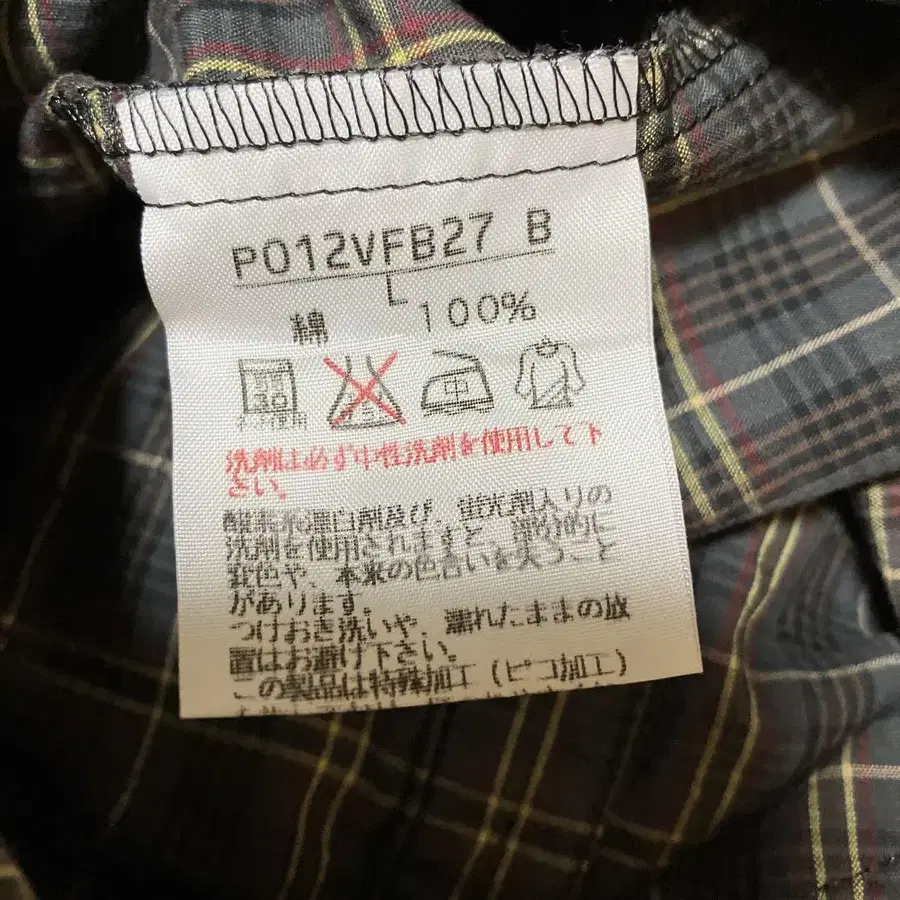 P012VFB27 B
L
綿 100%
30
中
洗剤は必ず中性洗剤を使用して下
さい。
酸素系漂白剤及び、蛍光剤入りの
洗剤を使用されますと、部分的に
変色や、本来の色合いを失うこと
があります。
つけおき洗いや、濡れたままの放
置はお避け下さい。
この製品は特殊加工(ピコ加工)